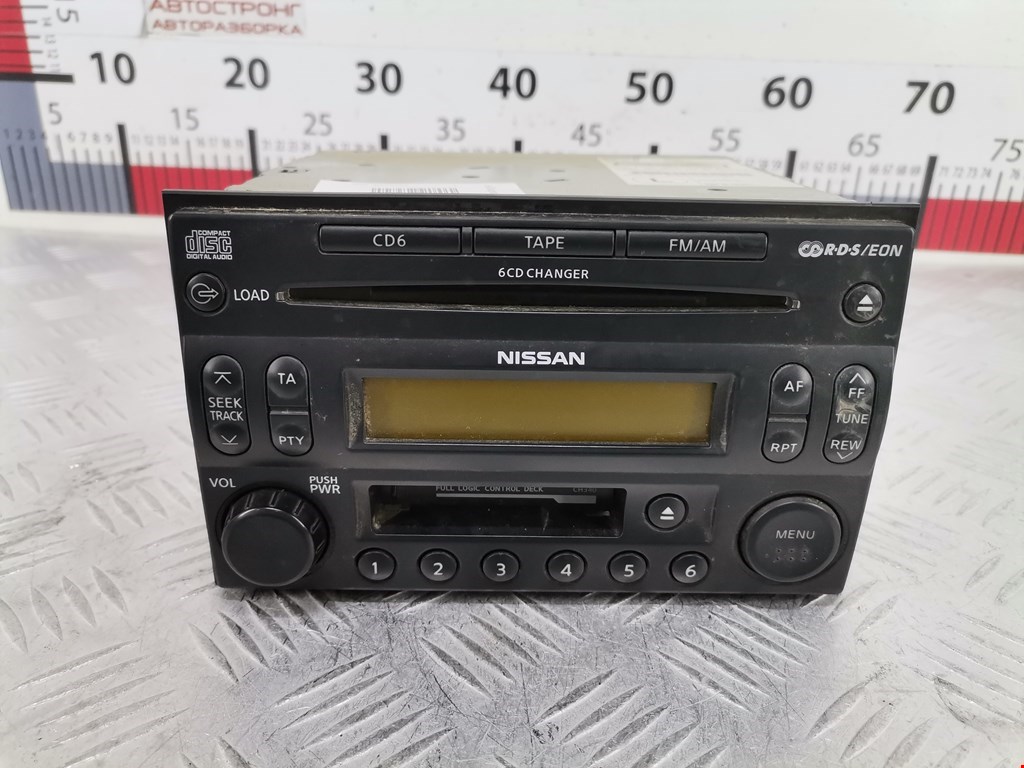 АВТОСТРОНГ
АВТОРАЗБОРКА
10 20 30 40 50 60 70
5 15 25 35 45 55 65 75
COMPACT
disc
DIGITAL AUDIO
CD6 TAPE FM/AM
R·D·S/EON
6CD CHANGER
LOAD
NISSAN
SEEK
TRACK
TA
PTY
AF
RPT
FF
TUNE
REW
VOL
PUSH
PWR
FULL LOGIC CONTROL DECK
MENU
1 2 3 4 5 6